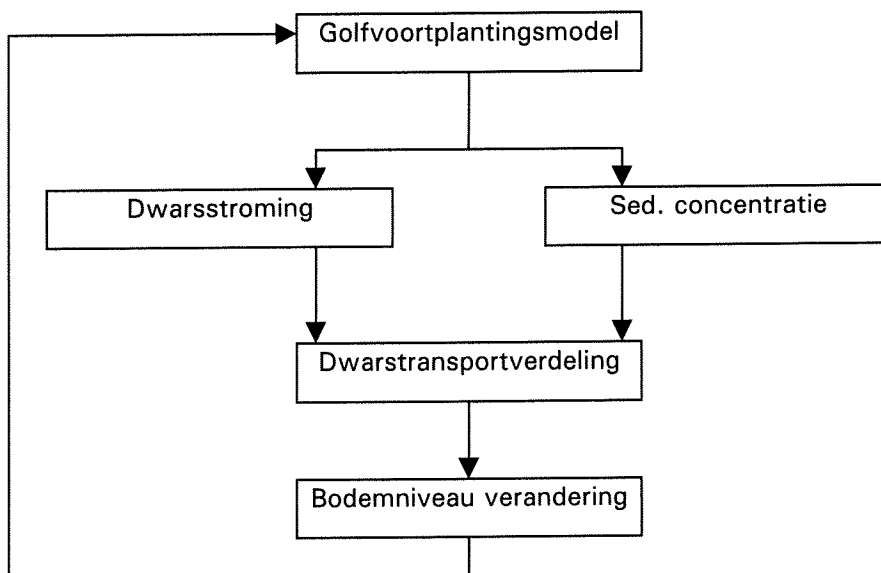 Golfvoortplantingsmodel
Dwarsstroming
Sed. concentratie
Dwarstransportverdeling
Bodemniveau verandering